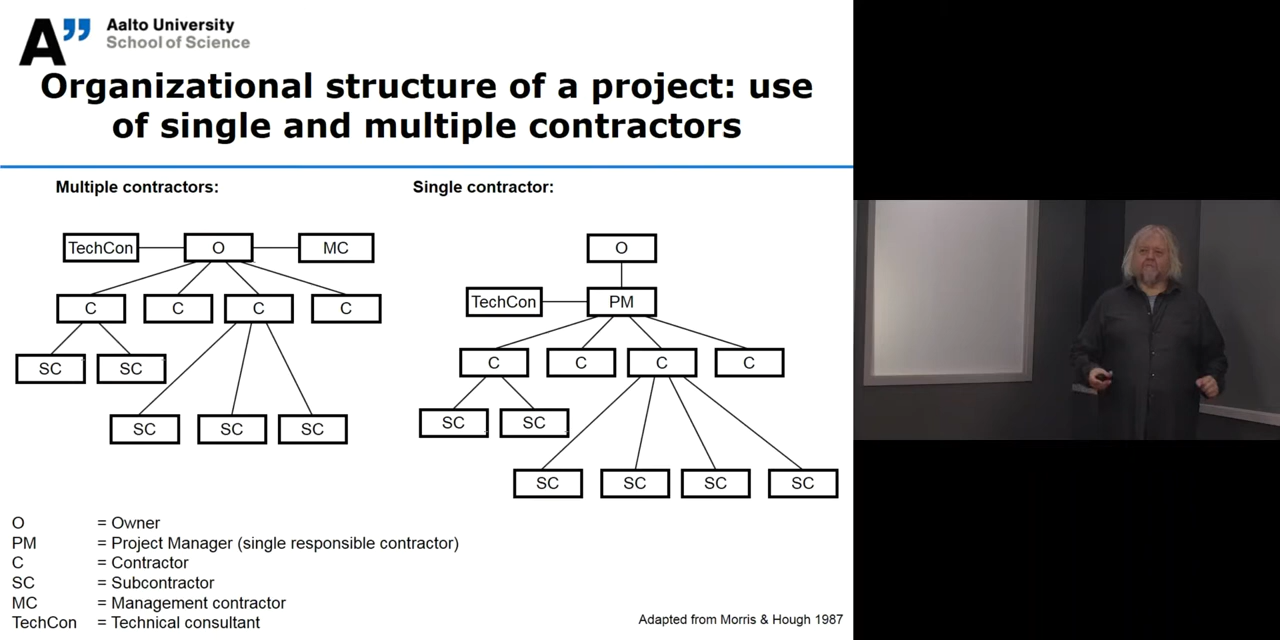 Aalto University
School of Science
Organizational structure of a project: use
of single and multiple contractors
Multiple contractors:
TechCon
O
MC
C
C
C
C
SC
SC
SC
SC
SC
Single contractor:
O
TechCon
PM
C
C
C
C
SC
SC
SC
SC
SC
SC
O = Owner
PM = Project Manager (single responsible contractor)
C = Contractor
SC = Subcontractor
MC = Management contractor
TechCon = Technical consultant
Adapted from Morris & Hough 1987